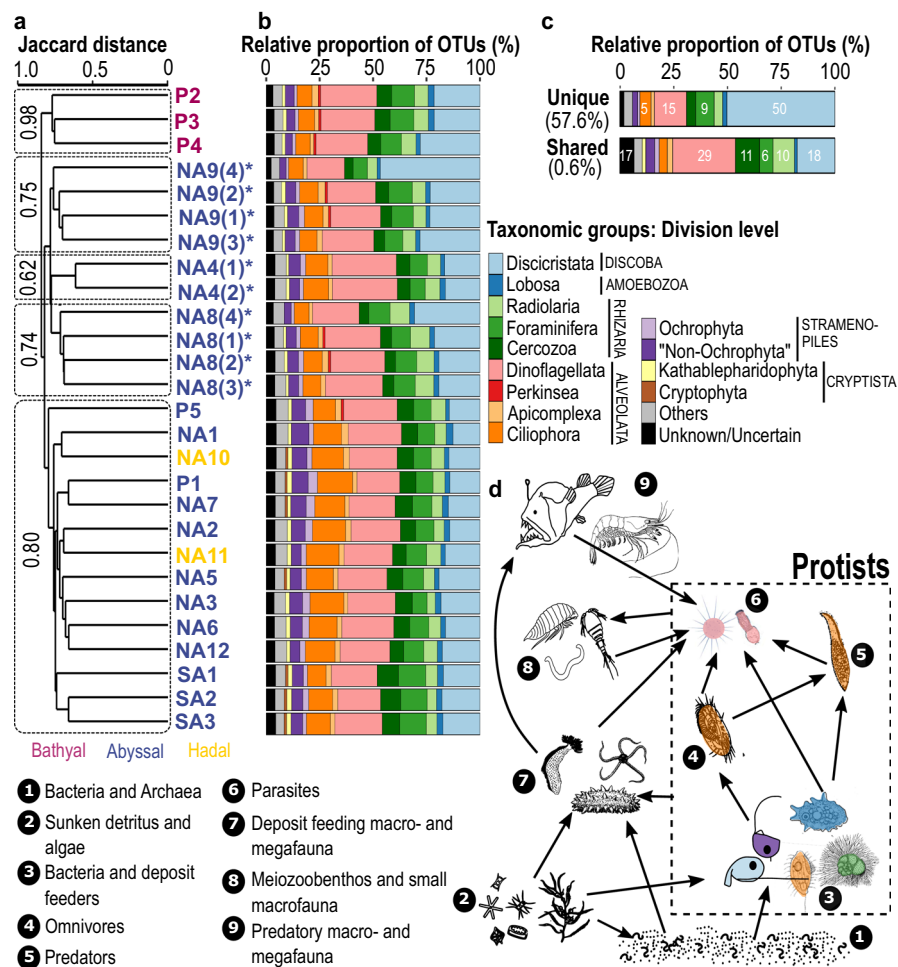 a
Jaccard distance
1.0 0.5 0
0.98
0.75
0.62
0.74
0.80
P2
P3
P4
NA9(4)*
NA9(2)*
NA9(1)*
NA9(3)*
NA4(1)*
NA4(2)*
NA8(4)*
NA8(1)*
NA8(2)*
NA8(3)*
P5
NA1
NA10
P1
NA7
NA2
NA11
NA5
NA3
NA6
NA12
SA1
SA2
SA3
Bathyal Abyssal Hadal
b
Relative proportion of OTUs (%)
0 25 50 75 100
c
Relative proportion of OTUs (%)
0 25 50 75 100
Unique
(57.6%)
5 15 9 50
Shared
(0.6%)
17 29 11 6 10 18
Taxonomic groups: Division level
Discicristata DISCOBA
Lobosa AMOEBOZOA
Radiolaria
Foraminifera
Cercozoa
RHIZARIA
Dinoflagellata
Perkinsea
Apicomplexa
Ciliophora
ALVEOLATA
Ochrophyta
"Non-Ochrophyta"
STRAMENO-
PILES
Kathablepharidophyta
Cryptophyta
CRYPTISTA
Others
Unknown/Uncertain
d
9
Protists
6
5
8
4
7
3
2
1
1 Bacteria and Archaea
2 Sunken detritus and
algae
3 Bacteria and deposit
feeders
4 Omnivores
5 Predators
6 Parasites
7 Deposit feeding macro- and
megafauna
8 Meiozoobenthos and small
macrofauna
9 Predatory macro- and
megafauna